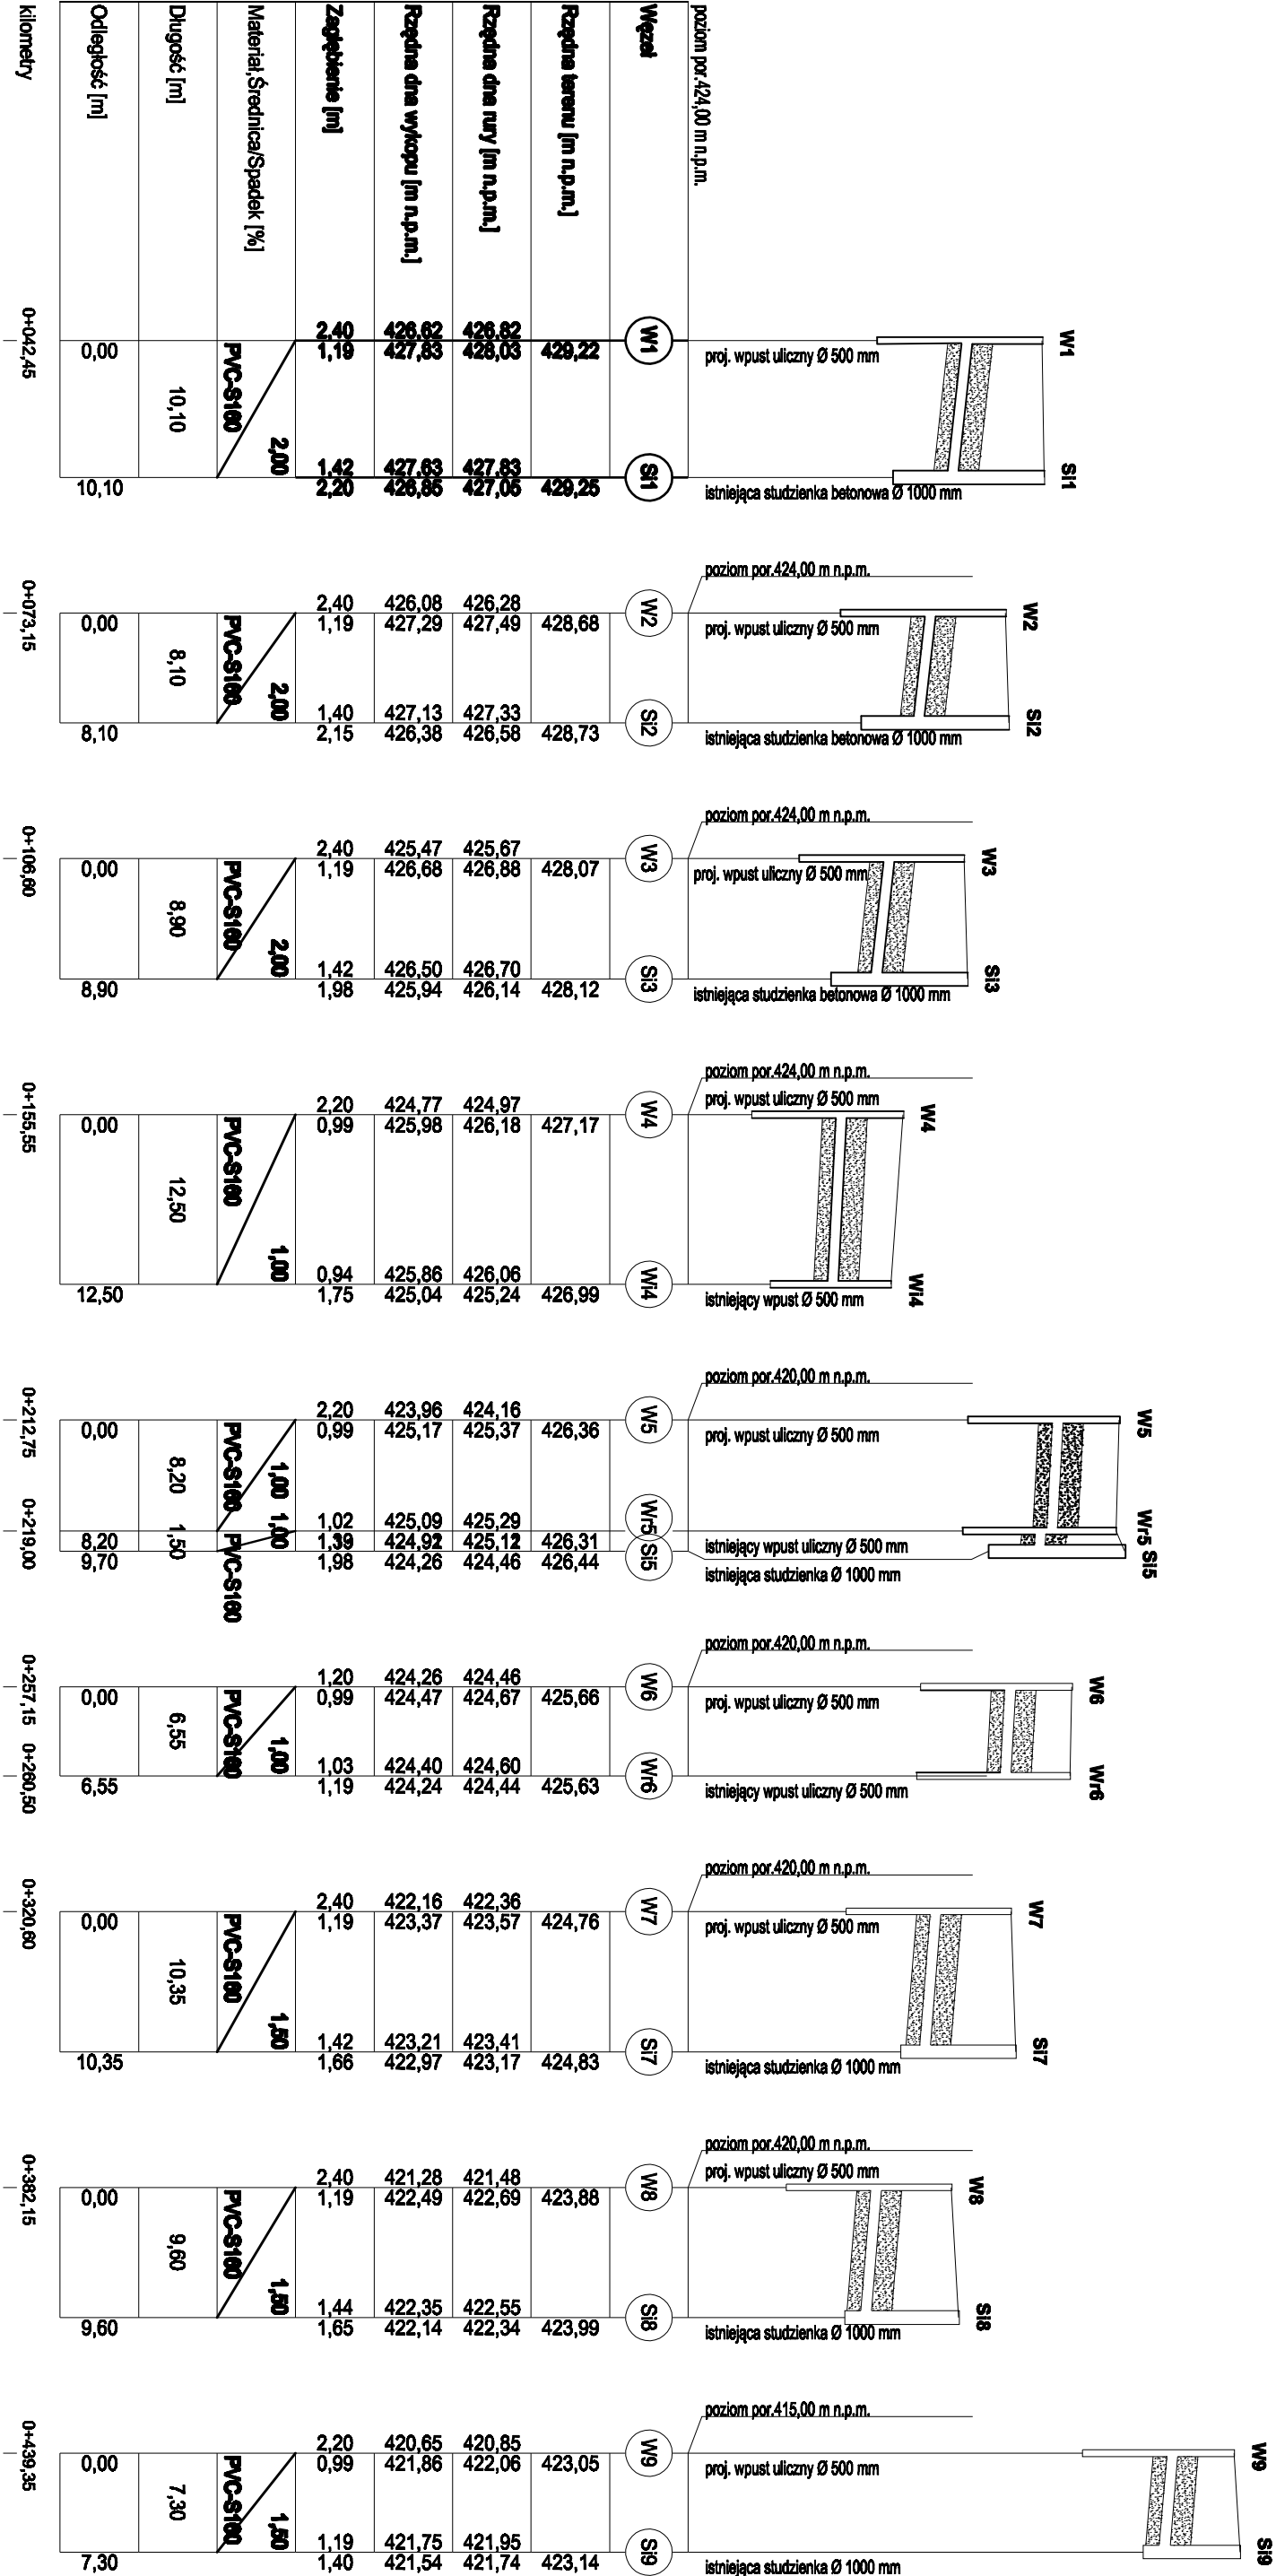 W1
Si1
poziom por.424,00 m n.p.m.
proj. wpust uliczny Ø 500 mm
istniejąca studzienka betonowa Ø 1000 mm
Węzeł W1 Si1
Rzędna terenu [m n.p.m.] 429,22 429,25
Rzędna dna rury [m n.p.m.] 426,82 428,03 427,83 427,05
Rzędna dna wykopu [m n.p.m.] 426,62 427,83 427,63 426,85
Zagłębienie [m] 2,40 1,19 1,42 2,20
Materiał,Średnica/Spadek [%] PVC-S160 2,00
Długość [m] 10,10
Odległość [m] 0,00 10,10
kilometry 0+042,45
W2
Si2
poziom por.424,00 m n.p.m.
proj. wpust uliczny Ø 500 mm
istniejąca studzienka betonowa Ø 1000 mm
W2 Si2
428,68 428,73
426,28 427,49 427,33 426,58
426,08 427,29 427,13 426,38
2,40 1,19 1,40 2,15
PVC-S160 2,00
8,10
0,00 8,10
0+073,15
W3
Si3
poziom por.424,00 m n.p.m.
proj. wpust uliczny Ø 500 mm
istniejąca studzienka betonowa Ø 1000 mm
W3 Si3
428,07 428,12
425,67 426,88 426,70 426,14
425,47 426,68 426,50 425,94
2,40 1,19 1,42 1,98
PVC-S160 2,00
8,90
0,00 8,90
0+106,60
W4
Wi4
poziom por.424,00 m n.p.m.
proj. wpust uliczny Ø 500 mm
istniejący wpust Ø 500 mm
W4 Wi4
427,17 426,99
424,97 426,18 426,06 425,24
424,77 425,98 425,86 425,04
2,20 0,99 0,94 1,75
PVC-S160 1,00
12,50
0,00 12,50
0+155,55
W5
Wr5 Si5
poziom por.420,00 m n.p.m.
proj. wpust uliczny Ø 500 mm
istniejący wpust uliczny Ø 500 mm
istniejąca studzienka Ø 1000 mm
W5 Wr5 Si5
426,36 426,31 426,44
424,16 425,37 425,29 424,46
423,96 425,17 425,09 424,26
2,20 0,99 1,02 1,98
PVC-S160 1,00 PVC-S160 1,00
8,20 1,50
0,00 8,20 9,70
0+212,75 0+219,00
W6
Wr6
poziom por.420,00 m n.p.m.
proj. wpust uliczny Ø 500 mm
istniejący wpust uliczny Ø 500 mm
W6 Wr6
425,66 425,63
424,46 424,67 424,60 424,44
424,26 424,47 424,40 424,24
1,20 0,99 1,03 1,19
PVC-S160 1,00
6,55
0,00 6,55
0+257,15 0+260,50
W7
Si7
poziom por.420,00 m n.p.m.
proj. wpust uliczny Ø 500 mm
istniejąca studzienka Ø 1000 mm
W7 Si7
424,76 424,83
422,36 423,57 423,41 423,17
422,16 423,37 423,21 422,97
2,40 1,19 1,42 1,66
PVC-S160 1,50
10,35
0,00 10,35
0+320,60
W8
Si8
poziom por.420,00 m n.p.m.
proj. wpust uliczny Ø 500 mm
istniejąca studzienka Ø 1000 mm
W8 Si8
423,88 423,99
421,48 422,69 422,55 422,34
421,28 422,49 422,35 422,14
2,40 1,19 1,44 1,65
PVC-S160 1,50
9,60
0,00 9,60
0+382,15
W9
Si9
poziom por.415,00 m n.p.m.
proj. wpust uliczny Ø 500 mm
istniejąca studzienka Ø 1000 mm
W9 Si9
423,05 423,14
420,85 422,06 421,95 421,74
420,65 421,86 421,75 421,54
2,20 0,99 1,19 1,40
PVC-S160 1,50
7,30
0,00 7,30
0+439,35